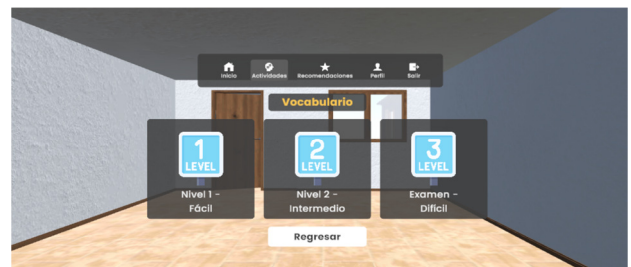 Inicio Actividades Recomendaciones Perfil Salir
Vocabulario
1
LEVEL
Nivel 1 -
Fácil
2
LEVEL
Nivel 2 -
Intermedio
3
LEVEL
Examen -
Dificil
Regresar